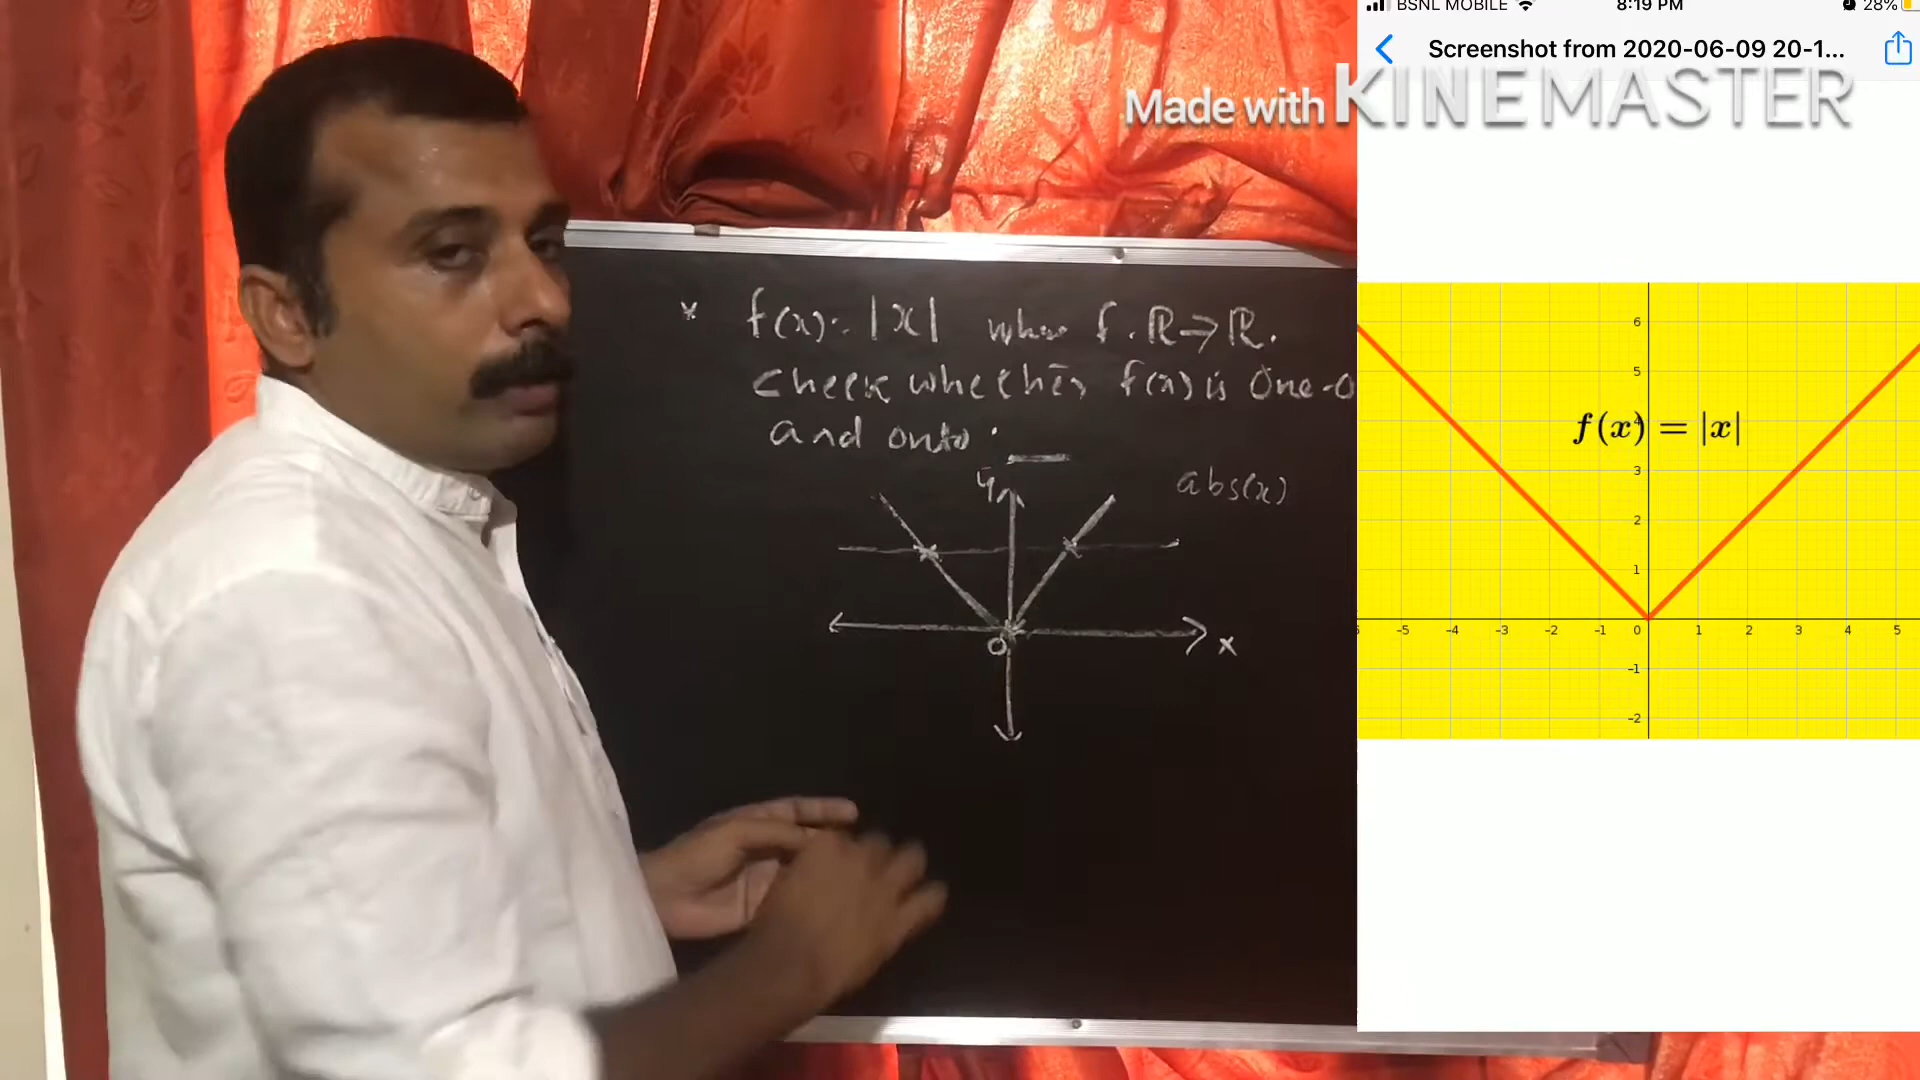 BSNL MOBILE 8:19 PM 28%
Screenshot from 2020-06-09 20-1...
Made with KINEMASTER
* f(x) = |x| where f: R → R.
check whether f(x) is one-o
and onto.
y
abs(x)
O
x
6
5
4
f(x) = |x|
3
2
1
-5 -4 -3 -2 -1 0 1 2 3 4 5
-1
-2